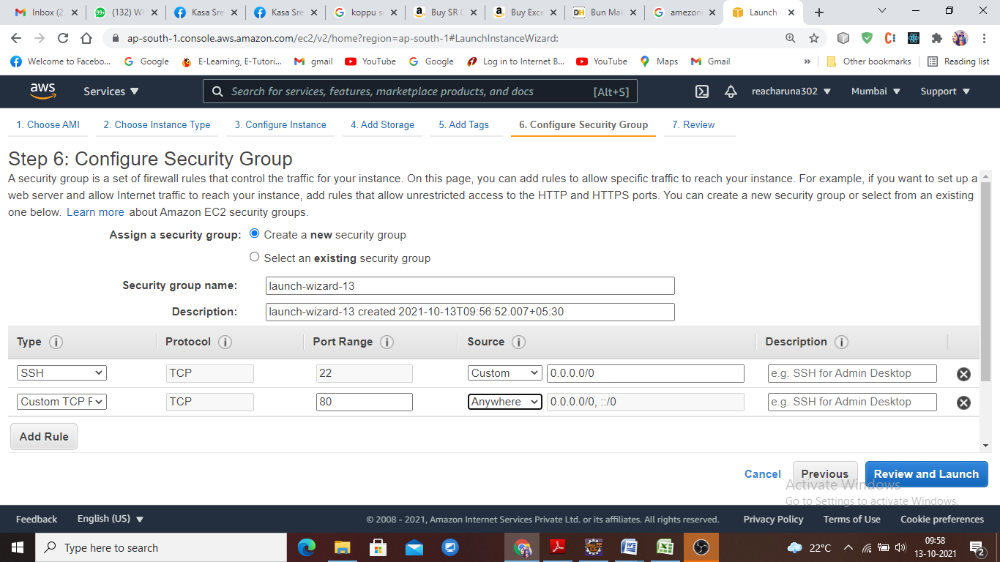 Inbox (2
(132) W
Kasa Sre
Kasa Sre
koppu s
Buy SR C
Buy Exce
Bun Mak
amezon
Launch i
ap-south-1.console.aws.amazon.com/ec2/v2/home?region=ap-south-1#LaunchInstanceWizard:
Welcome to Facebo... Google E-Learning, E-Tutori... gmail YouTube Google Log in to Internet B... YouTube Maps Gmail » Other bookmarks Reading list
aws Services Search for services, features, marketplace products, and docs [Alt+S] reacharuna302 Mumbai Support
1. Choose AMI 2. Choose Instance Type 3. Configure Instance 4. Add Storage 5. Add Tags 6. Configure Security Group 7. Review
Step 6: Configure Security Group
A security group is a set of firewall rules that control the traffic for your instance. On this page, you can add rules to allow specific traffic to reach your instance. For example, if you want to set up a
web server and allow Internet traffic to reach your instance, add rules that allow unrestricted access to the HTTP and HTTPS ports. You can create a new security group or select from an existing
one below. Learn more about Amazon EC2 security groups.
Assign a security group: Create a new security group
Select an existing security group
Security group name: launch-wizard-13
Description: launch-wizard-13 created 2021-10-13T09:56:52.007+05:30
Type Protocol Port Range Source Description
SSH TCP 22 Custom 0.0.0.0/0 e.g. SSH for Admin Desktop
Custom TCP F TCP 80 Anywhere 0.0.0.0/0, ::/0 e.g. SSH for Admin Desktop
Add Rule
Cancel Previous Review and Launch
Activate Windows
Go to Settings to activate Windows.
Feedback English (US) © 2008 - 2021, Amazon Internet Services Private Ltd. or its affiliates. All rights reserved. Privacy Policy Terms of Use Cookie preferences
Type here to search 22°C 09:58
13-10-2021 2